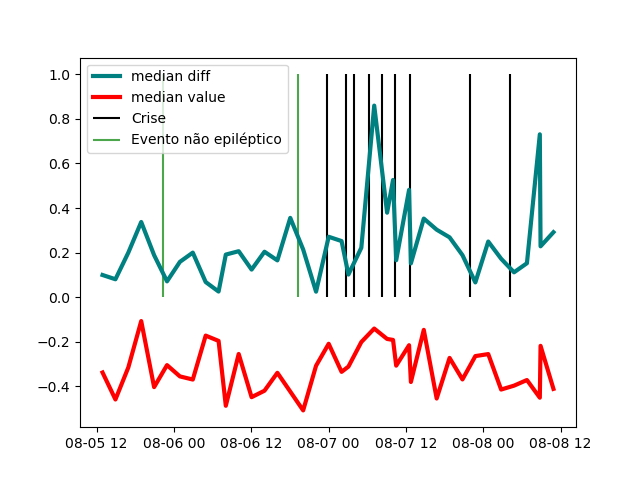 median diff
median value
Crise
Evento não epiléptico
1.0
0.8
0.6
0.4
0.2
0.0
−0.2
−0.4
08-05 12 08-06 00 08-06 12 08-07 00 08-07 12 08-08 00 08-08 12